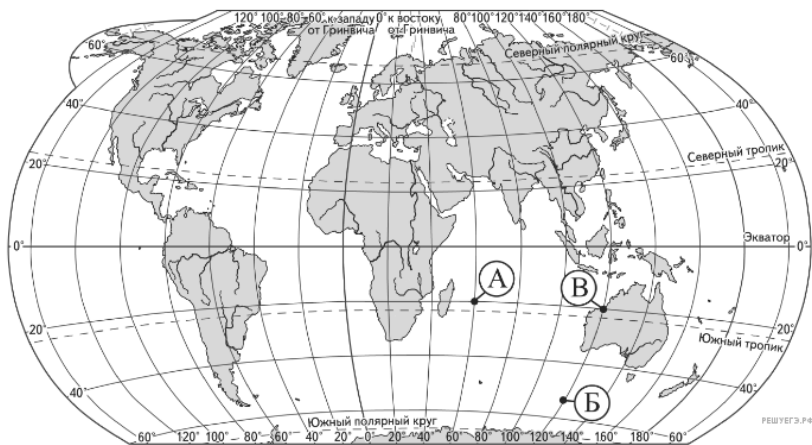 120° 100° 80° 60° к западу 0° к востоку 80° 100° 120° 140° 160° 180°
от Гринвича от Гринвича
Северный полярный круг
60° 60°
40° 40°
Северный тропик
20° 20°
Экватор
0° 0°
А
В
20° 20°
Южный тропик
Б
40° 40°
РЕШУЕГЭ.РФ
Южный полярный круг
60° 120° 100° 80° 60° 40° 20° 0° 20° 40° 60° 80° 100° 120° 140° 160° 180° 60°